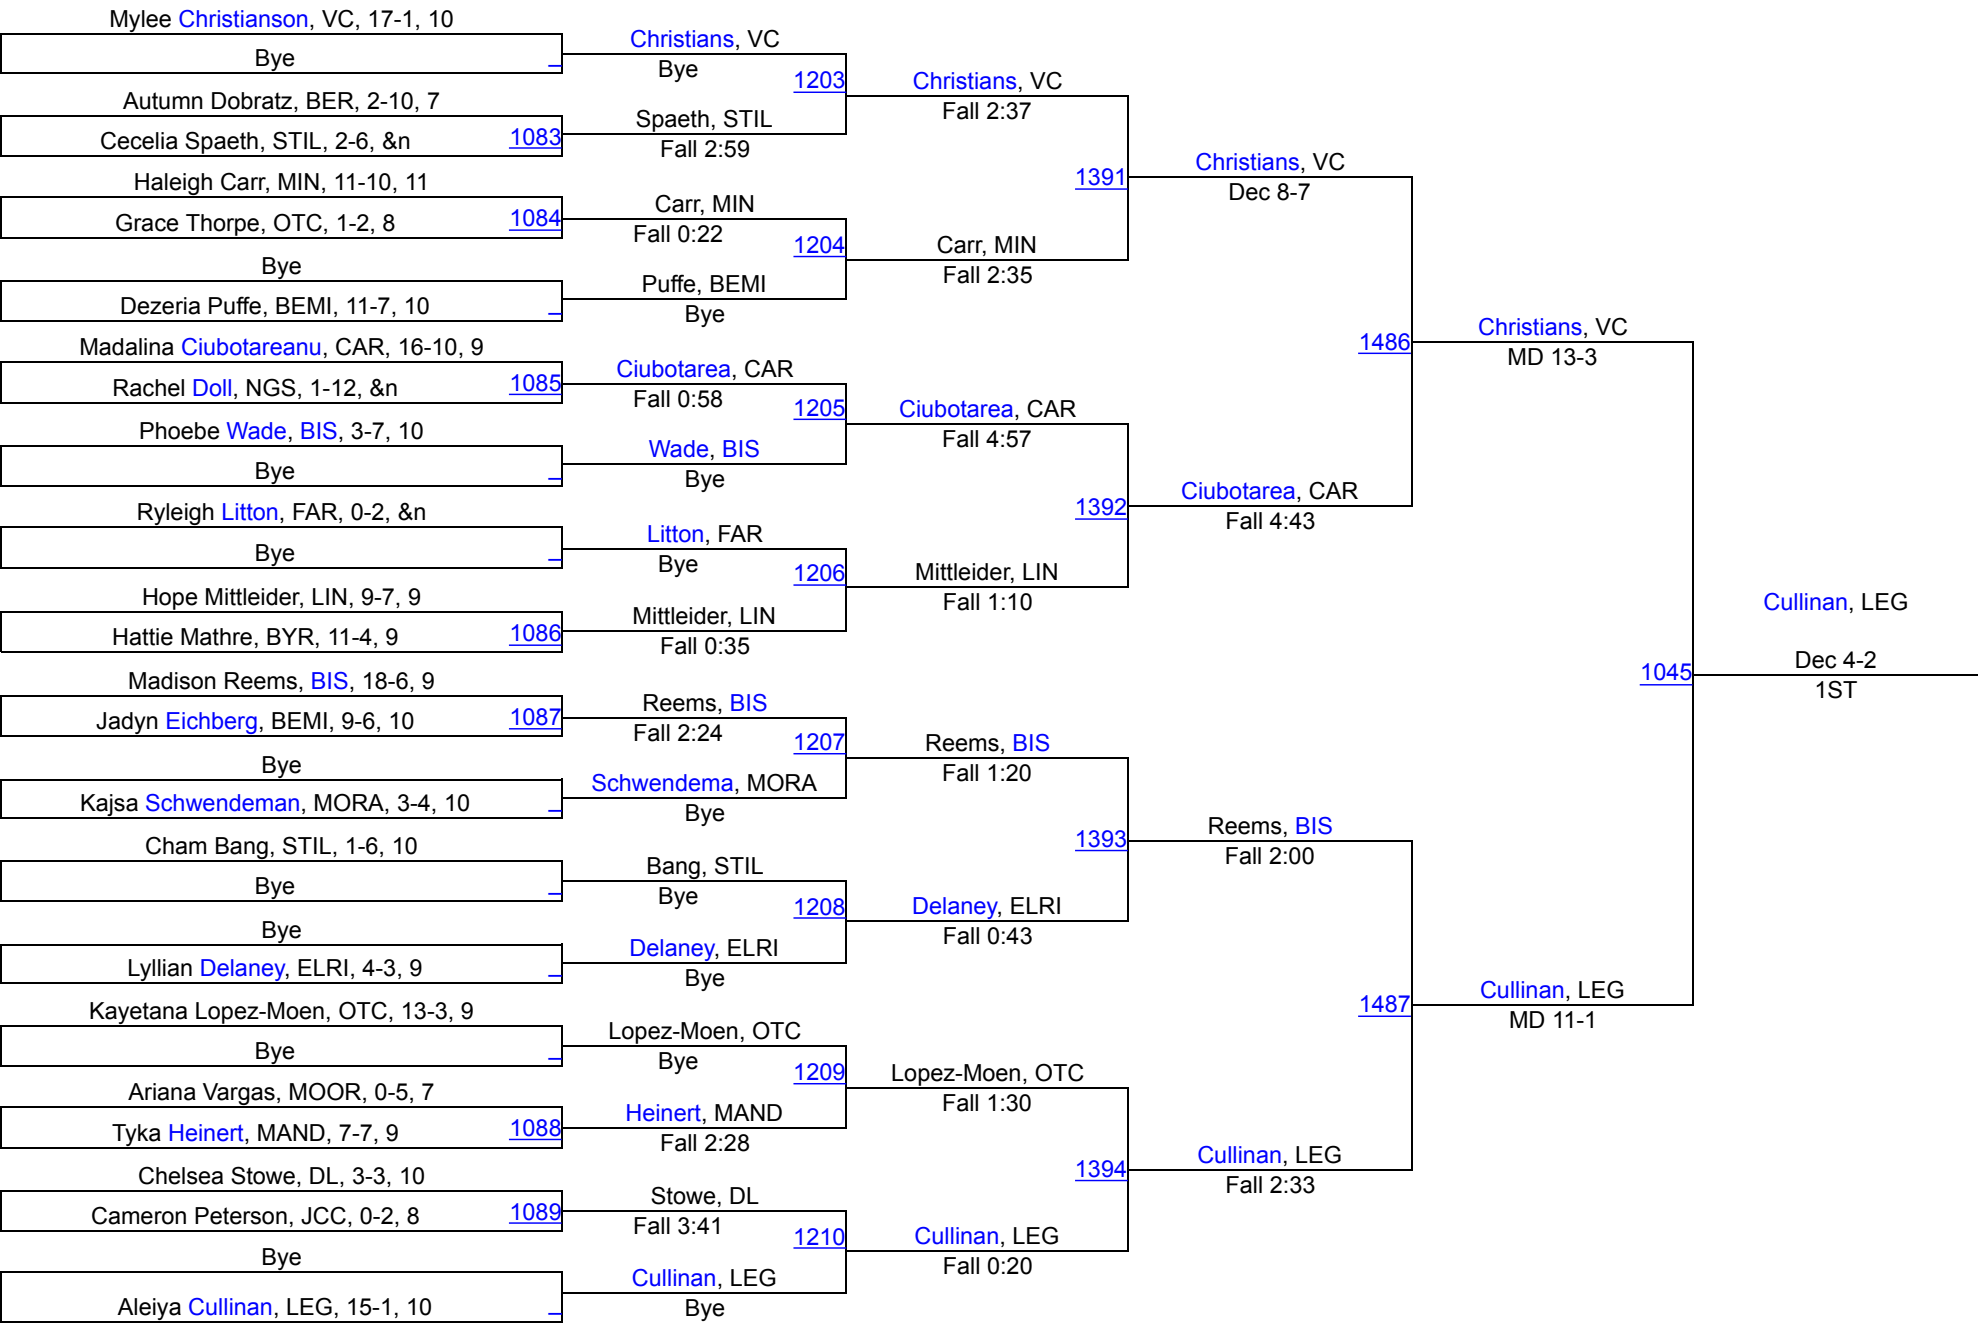 Mylee Christianson, VC, 17-1, 10
Bye
Autumn Dobratz, BER, 2-10, 7
Cecelia Spaeth, STIL, 2-6, &n
1083
Haleigh Carr, MIN, 11-10, 11
Grace Thorpe, OTC, 1-2, 8
1084
Bye
Dezeria Puffe, BEMI, 11-7, 10
Madalina Ciubotareanu, CAR, 16-10, 9
Rachel Doll, NGS, 1-12, &n
1085
Phoebe Wade, BIS, 3-7, 10
Bye
Ryleigh Litton, FAR, 0-2, &n
Bye
Hope Mittleider, LIN, 9-7, 9
Hattie Mathre, BYR, 11-4, 9
1086
Madison Reems, BIS, 18-6, 9
Jadyn Eichberg, BEMI, 9-6, 10
1087
Bye
Kajsa Schwendeman, MORA, 3-4, 10
Cham Bang, STIL, 1-6, 10
Bye
Bye
Lyllian Delaney, ELRI, 4-3, 9
Kayetana Lopez-Moen, OTC, 13-3, 9
Bye
Ariana Vargas, MOOR, 0-5, 7
Tyka Heinert, MAND, 7-7, 9
1088
Chelsea Stowe, DL, 3-3, 10
Cameron Peterson, JCC, 0-2, 8
1089
Bye
Aleiya Cullinan, LEG, 15-1, 10
Christians, VC
Bye
1203
Spaeth, STIL
Fall 2:59
Carr, MIN
Fall 0:22
1204
Puffe, BEMI
Bye
Ciubotarea, CAR
Fall 0:58
1205
Wade, BIS
Bye
Litton, FAR
Bye
1206
Mittleider, LIN
Fall 0:35
Reems, BIS
Fall 2:24
1207
Schwendema, MORA
Bye
Bang, STIL
Bye
1208
Delaney, ELRI
Bye
Lopez-Moen, OTC
Bye
1209
Heinert, MAND
Fall 2:28
Stowe, DL
Fall 3:41
1210
Cullinan, LEG
Bye
Christians, VC
Fall 2:37
1391
Carr, MIN
Fall 2:35
Ciubotarea, CAR
Fall 4:57
1392
Mittleider, LIN
Fall 1:10
Reems, BIS
Fall 1:20
1393
Delaney, ELRI
Fall 0:43
Lopez-Moen, OTC
Fall 1:30
1394
Cullinan, LEG
Fall 0:20
Christians, VC
Dec 8-7
1486
Ciubotarea, CAR
Fall 4:43
Reems, BIS
Fall 2:00
1487
Cullinan, LEG
Fall 2:33
Christians, VC
MD 13-3
1045
Cullinan, LEG
MD 11-1
Cullinan, LEG
Dec 4-2
1ST